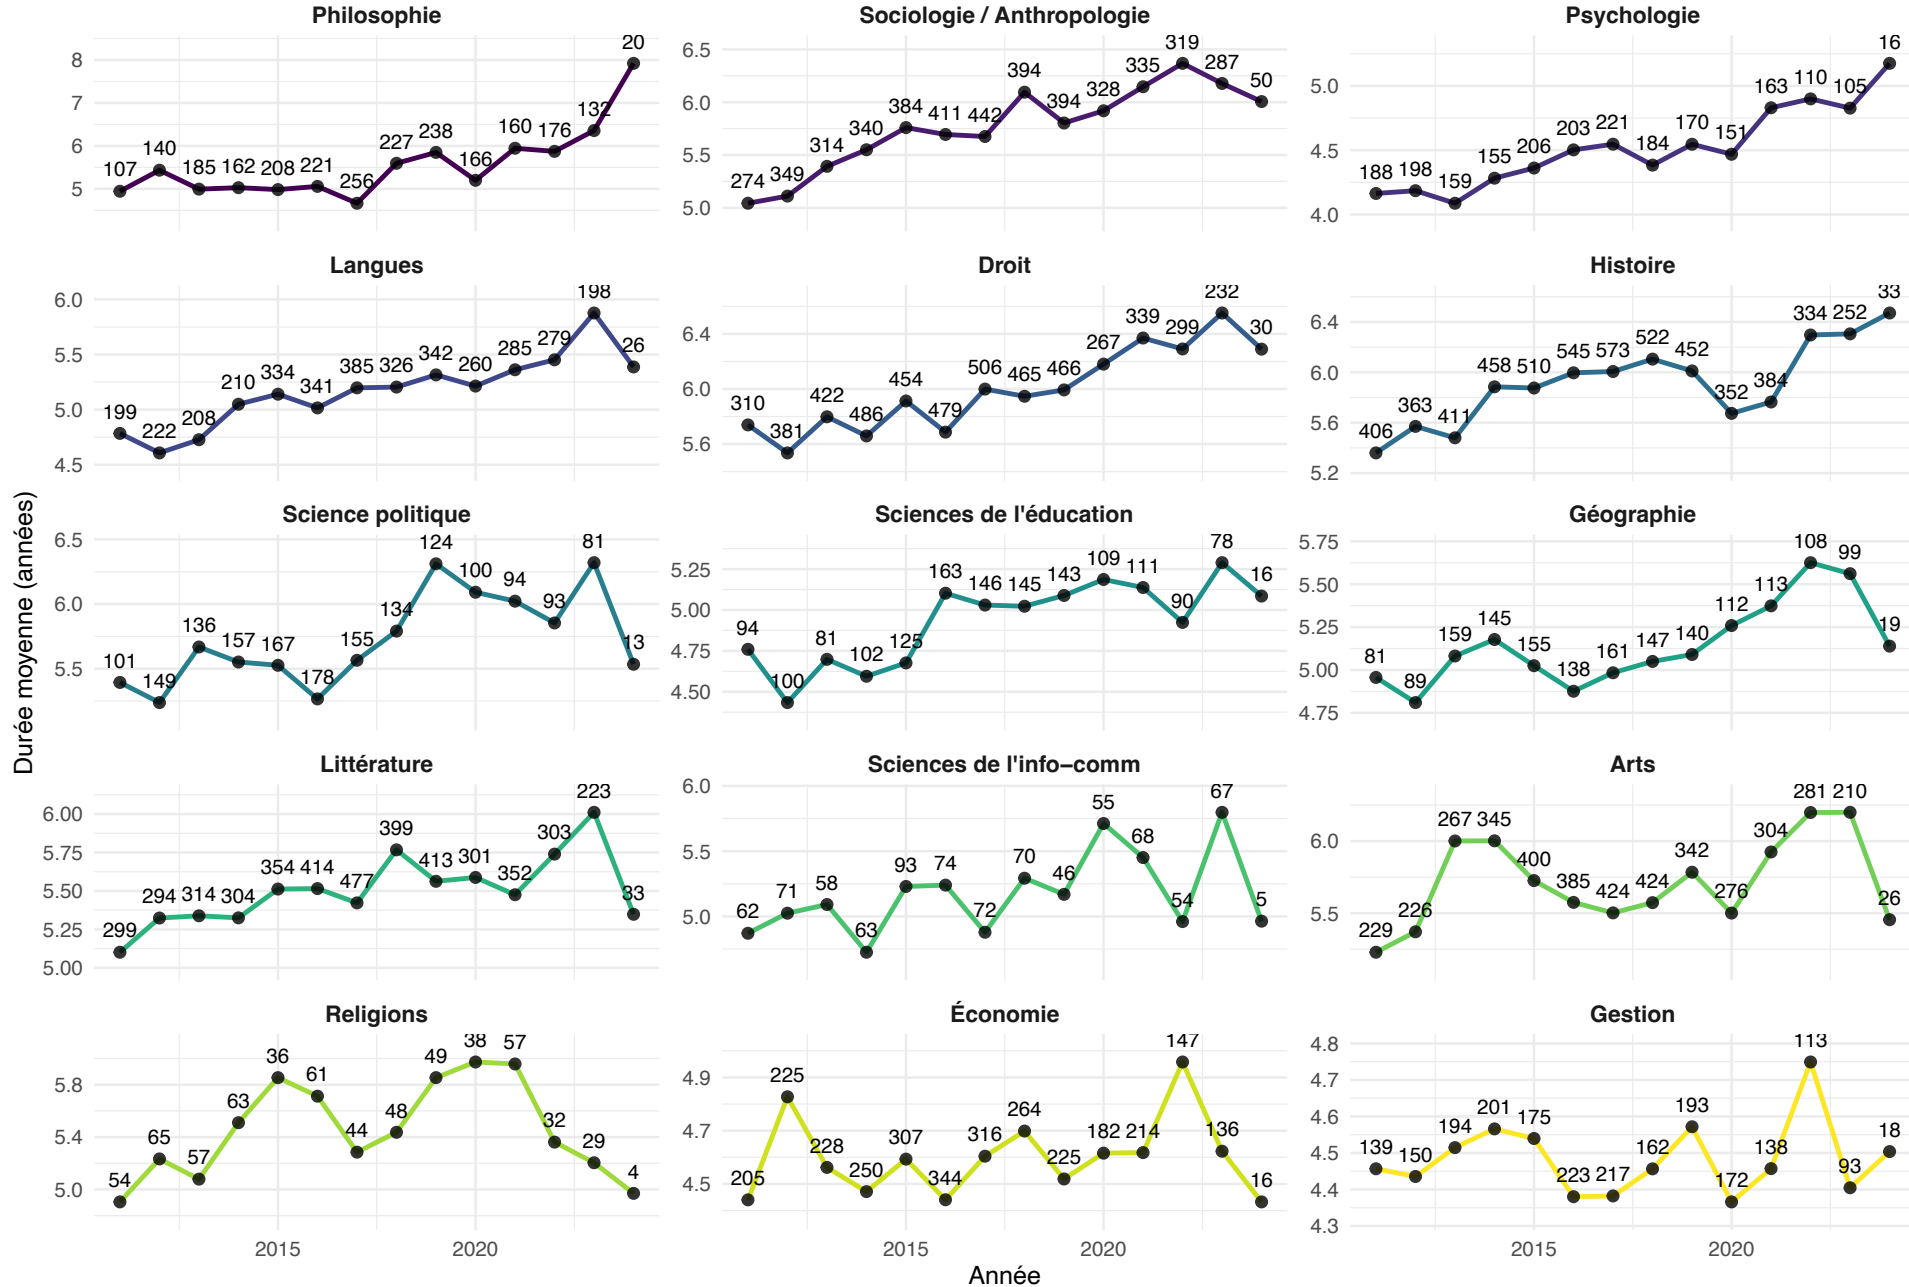 Philosophie
Sociologie / Anthropologie
Psychologie
8
7
6
5
107 140 185 162 208 221 256 227 238 166 160 176 132 20
6.5
6.0
5.5
5.0
274 349 314 340 384 411 442 394 394 328 335 319 287 50
5.0
4.5
4.0
188 198 159 155 206 203 221 184 170 151 163 110 105 16
Langues
Droit
Histoire
6.0
5.5
5.0
4.5
199 222 208 210 334 341 385 326 342 260 285 279 198 26
6.4
6.0
5.6
310 381 422 486 454 479 506 465 466 267 339 299 232 30
6.4
6.0
5.6
5.2
406 363 411 458 510 545 573 522 452 352 384 334 252 33
Durée moyenne (années)
Science politique
Sciences de l'éducation
Géographie
6.5
6.0
5.5
101 149 136 157 167 178 155 134 124 100 94 93 81 13
5.25
5.00
4.75
4.50
94 100 81 102 125 163 146 145 143 109 111 90 78 16
5.75
5.50
5.25
5.00
4.75
81 89 159 145 155 138 161 147 140 112 113 108 99 19
Littérature
Sciences de l'info−comm
Arts
6.00
5.75
5.50
5.25
5.00
299 294 314 304 354 414 477 399 413 301 352 303 223 33
6.0
5.5
5.0
62 71 58 63 93 74 72 70 46 55 68 54 67 5
6.0
5.5
229 226 267 345 400 385 424 424 342 276 304 281 210 26
Religions
Économie
Gestion
5.8
5.4
5.0
54 65 57 63 36 61 44 48 49 38 57 32 29 4
4.9
4.7
4.5
205 225 228 250 307 344 316 264 225 182 214 147 136 16
4.8
4.7
4.6
4.5
4.4
4.3
139 150 194 201 175 223 217 162 193 172 138 113 93 18
2015 2020
2015 2020
2015 2020
Année